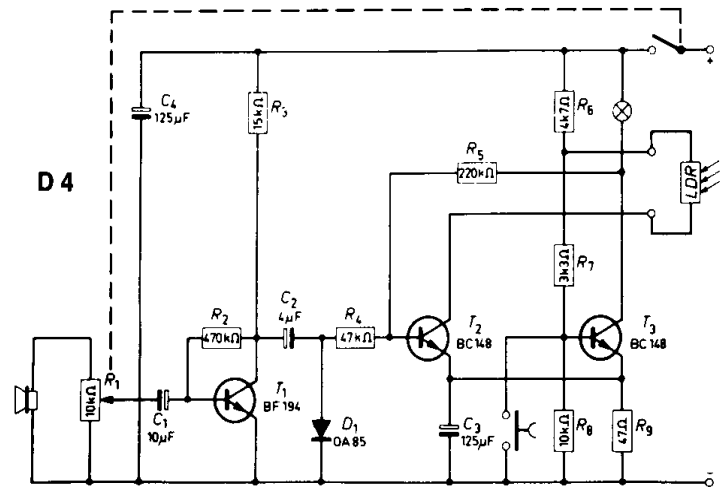 D 4
C4
125µF
15kΩ
R3
4k7Ω
R6
+
R5
220kΩ
LDR
3k3Ω
R7
R2
470kΩ
C2
4µF
R4
47kΩ
T2
BC148
T3
BC148
R1
10kΩ
C1
10µF
T1
BF194
D1
OA85
C3
125µF
10kΩ
R8
47Ω
R9
-